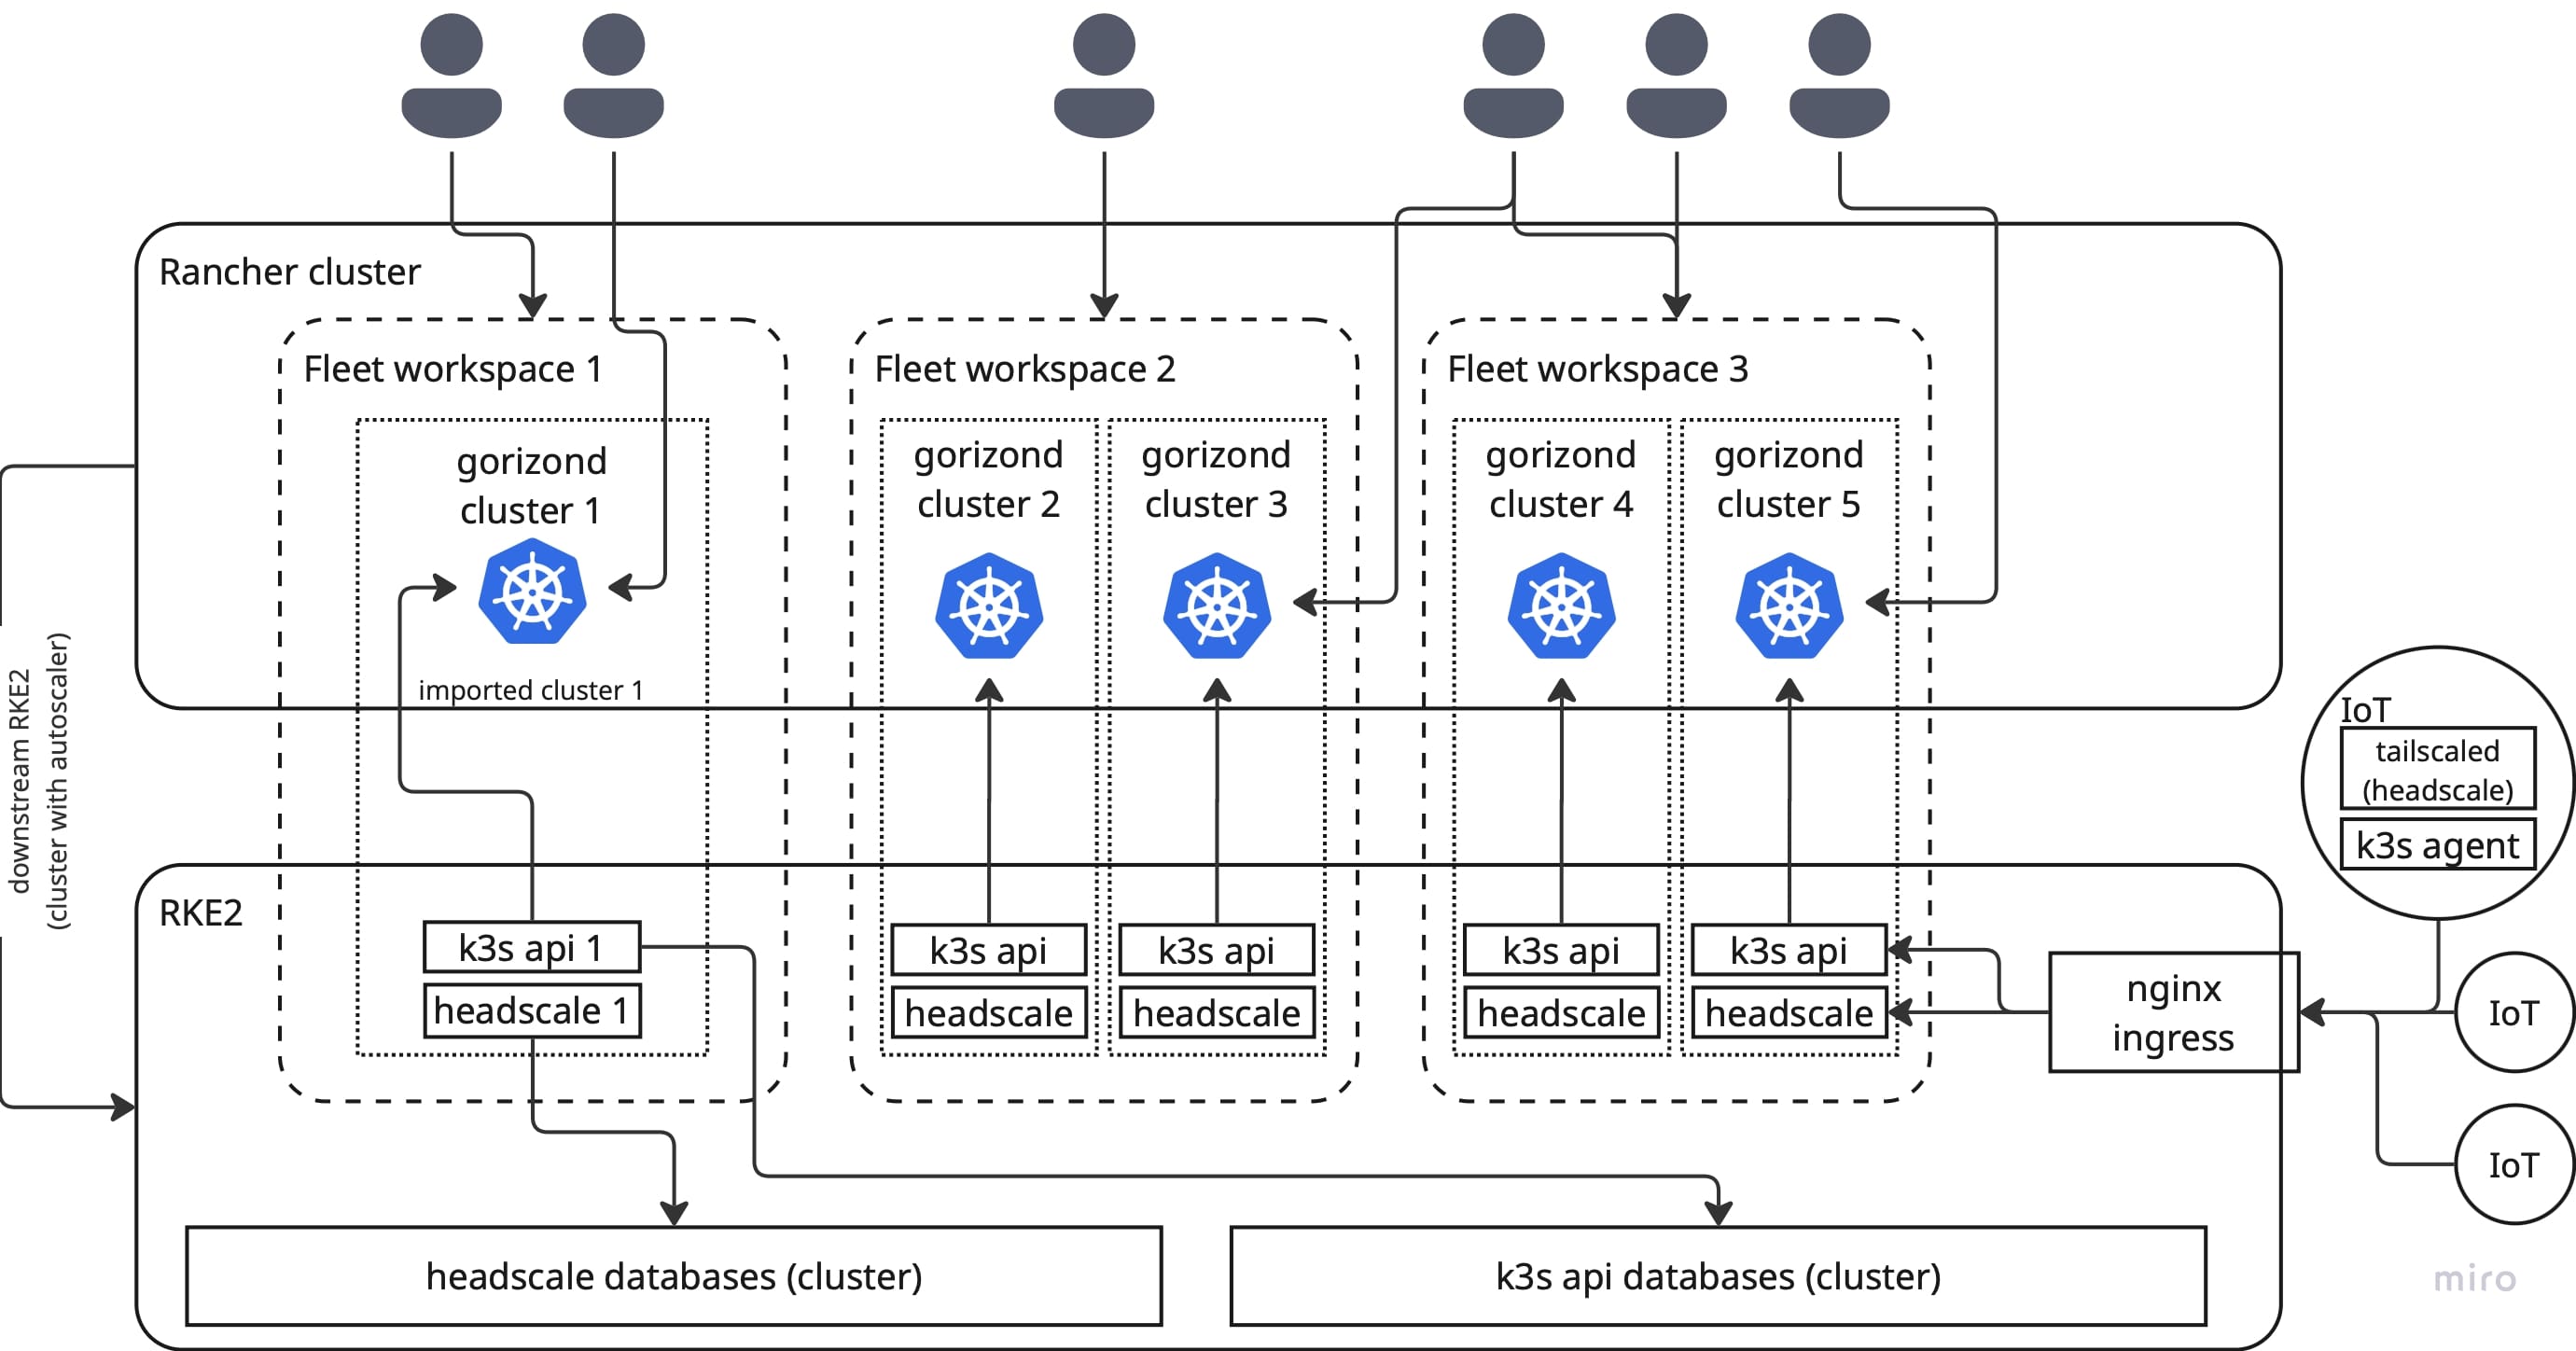 Rancher cluster
Fleet workspace 1
gorizond
cluster 1
imported cluster 1
Fleet workspace 2
gorizond
cluster 2
gorizond
cluster 3
Fleet workspace 3
gorizond
cluster 4
gorizond
cluster 5
downstream RKE2
(cluster with autoscaler)
IoT
tailscaled
(headscale)
k3s agent
RKE2
k3s api 1
headscale 1
k3s api
headscale
k3s api
headscale
k3s api
headscale
k3s api
headscale
nginx
ingress
IoT
IoT
headscale databases (cluster)
k3s api databases (cluster)
miro